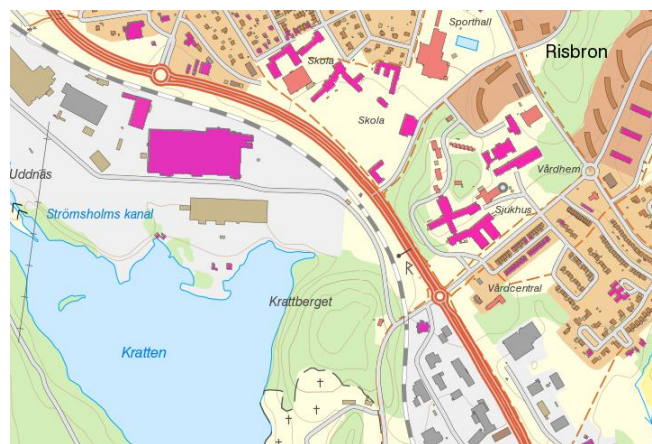 Sporthall
Risbron
Skola
Skola
Uddnäs
Vårdhem
Strömsholms kanal
Sjukhus
Vårdcentral
Krattberget
Kratten